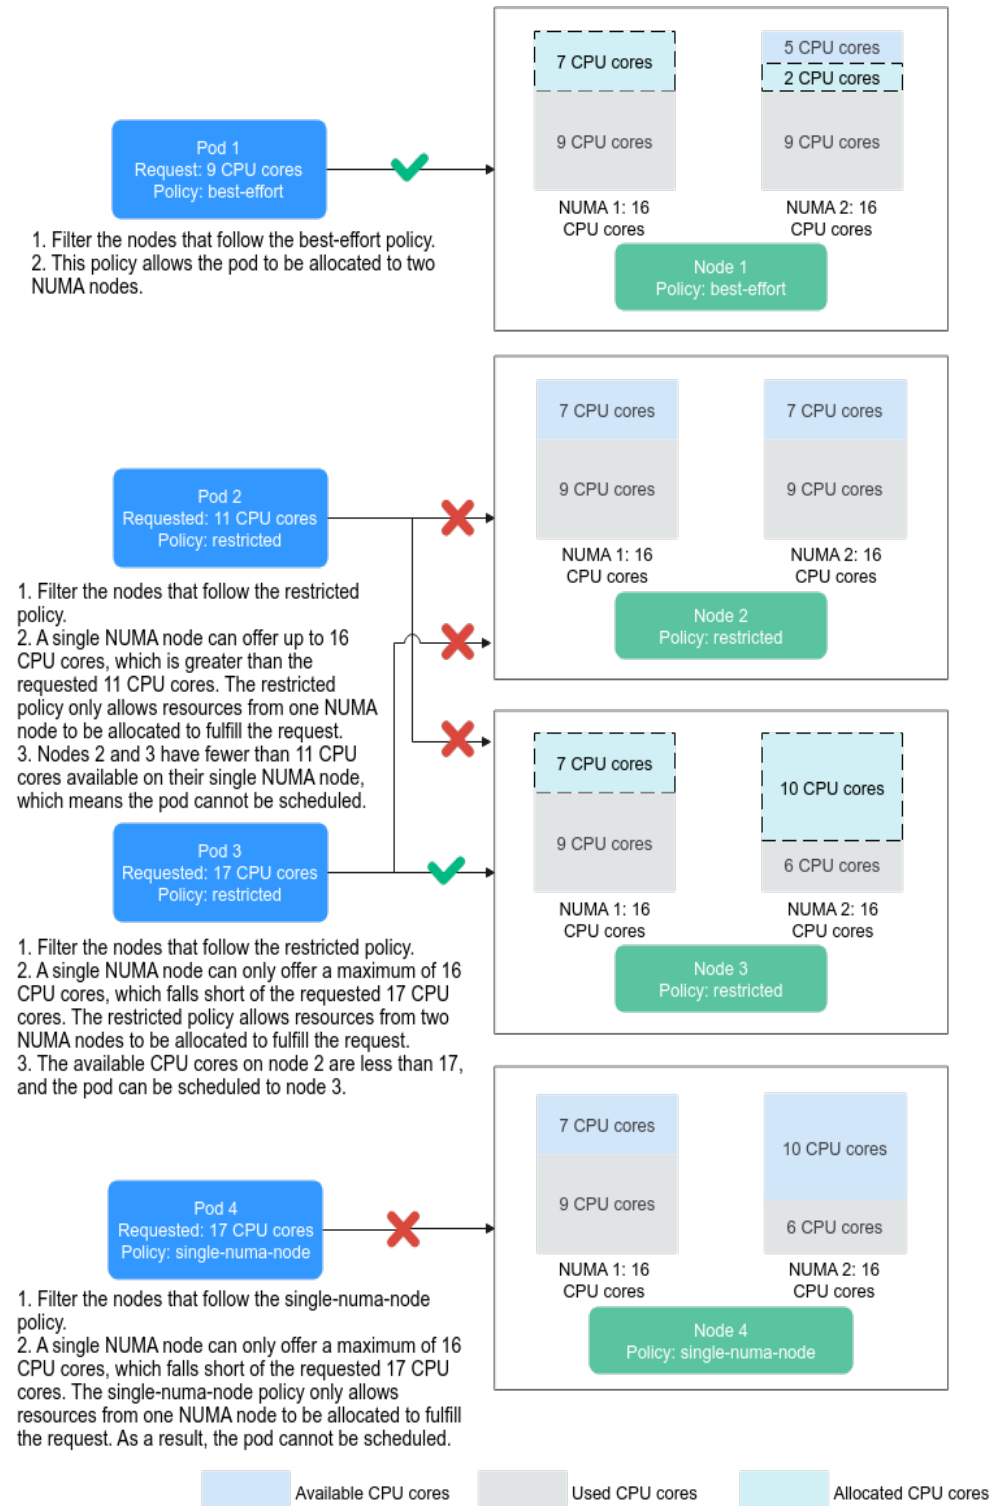 7 CPU cores
5 CPU cores
2 CPU cores
9 CPU cores
9 CPU cores
Pod 1
Request: 9 CPU cores
Policy: best-effort
NUMA 1: 16
CPU cores
NUMA 2: 16
CPU cores
1. Filter the nodes that follow the best-effort policy.
2. This policy allows the pod to be allocated to two
NUMA nodes.
Node 1
Policy: best-effort
7 CPU cores
7 CPU cores
9 CPU cores
9 CPU cores
Pod 2
Requested: 11 CPU cores
Policy: restricted
NUMA 1: 16
CPU cores
NUMA 2: 16
CPU cores
Node 2
Policy: restricted
1. Filter the nodes that follow the restricted
policy.
2. A single NUMA node can offer up to 16
CPU cores, which is greater than the
requested 11 CPU cores. The restricted
policy only allows resources from one NUMA
node to be allocated to fulfill the request.
3. Nodes 2 and 3 have fewer than 11 CPU
cores available on their single NUMA node,
which means the pod cannot be scheduled.
7 CPU cores
10 CPU cores
9 CPU cores
6 CPU cores
Pod 3
Requested: 17 CPU cores
Policy: restricted
NUMA 1: 16
CPU cores
NUMA 2: 16
CPU cores
Node 3
Policy: restricted
1. Filter the nodes that follow the restricted policy.
2. A single NUMA node can only offer a maximum of 16
CPU cores, which falls short of the requested 17 CPU
cores. The restricted policy allows resources from two
NUMA nodes to be allocated to fulfill the request.
3. The available CPU cores on node 2 are less than 17,
and the pod can be scheduled to node 3.
7 CPU cores
10 CPU cores
9 CPU cores
6 CPU cores
Pod 4
Requested: 17 CPU cores
Policy: single-numa-node
NUMA 1: 16
CPU cores
NUMA 2: 16
CPU cores
Node 4
Policy: single-numa-node
1. Filter the nodes that follow the single-numa-node
policy.
2. A single NUMA node can only offer a maximum of 16
CPU cores, which falls short of the requested 17 CPU
cores. The single-numa-node policy only allows
resources from one NUMA node to be allocated to fulfill
the request. As a result, the pod cannot be scheduled.
Available CPU cores
Used CPU cores
Allocated CPU cores